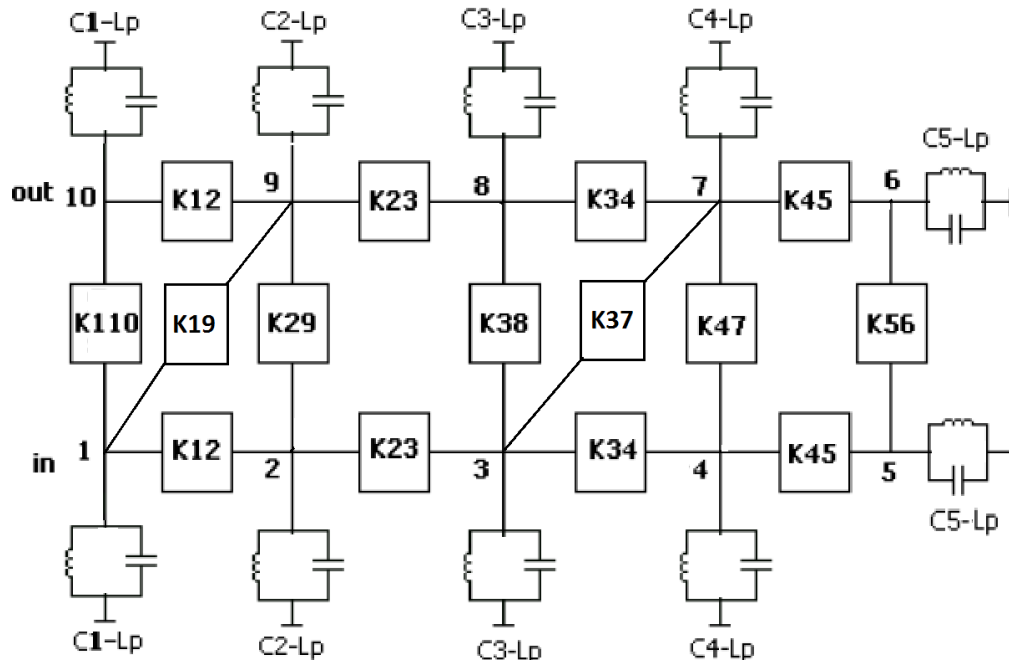 C1-Lp C2-Lp C3-Lp C4-Lp
C5-Lp
out 10 K12 9 K23 8 K34 7 K45 6
K110 K19 K29 K38 K37 K47 K56
in 1 K12 2 K23 3 K34 4 K45 5
C5-Lp
C1-Lp C2-Lp C3-Lp C4-Lp